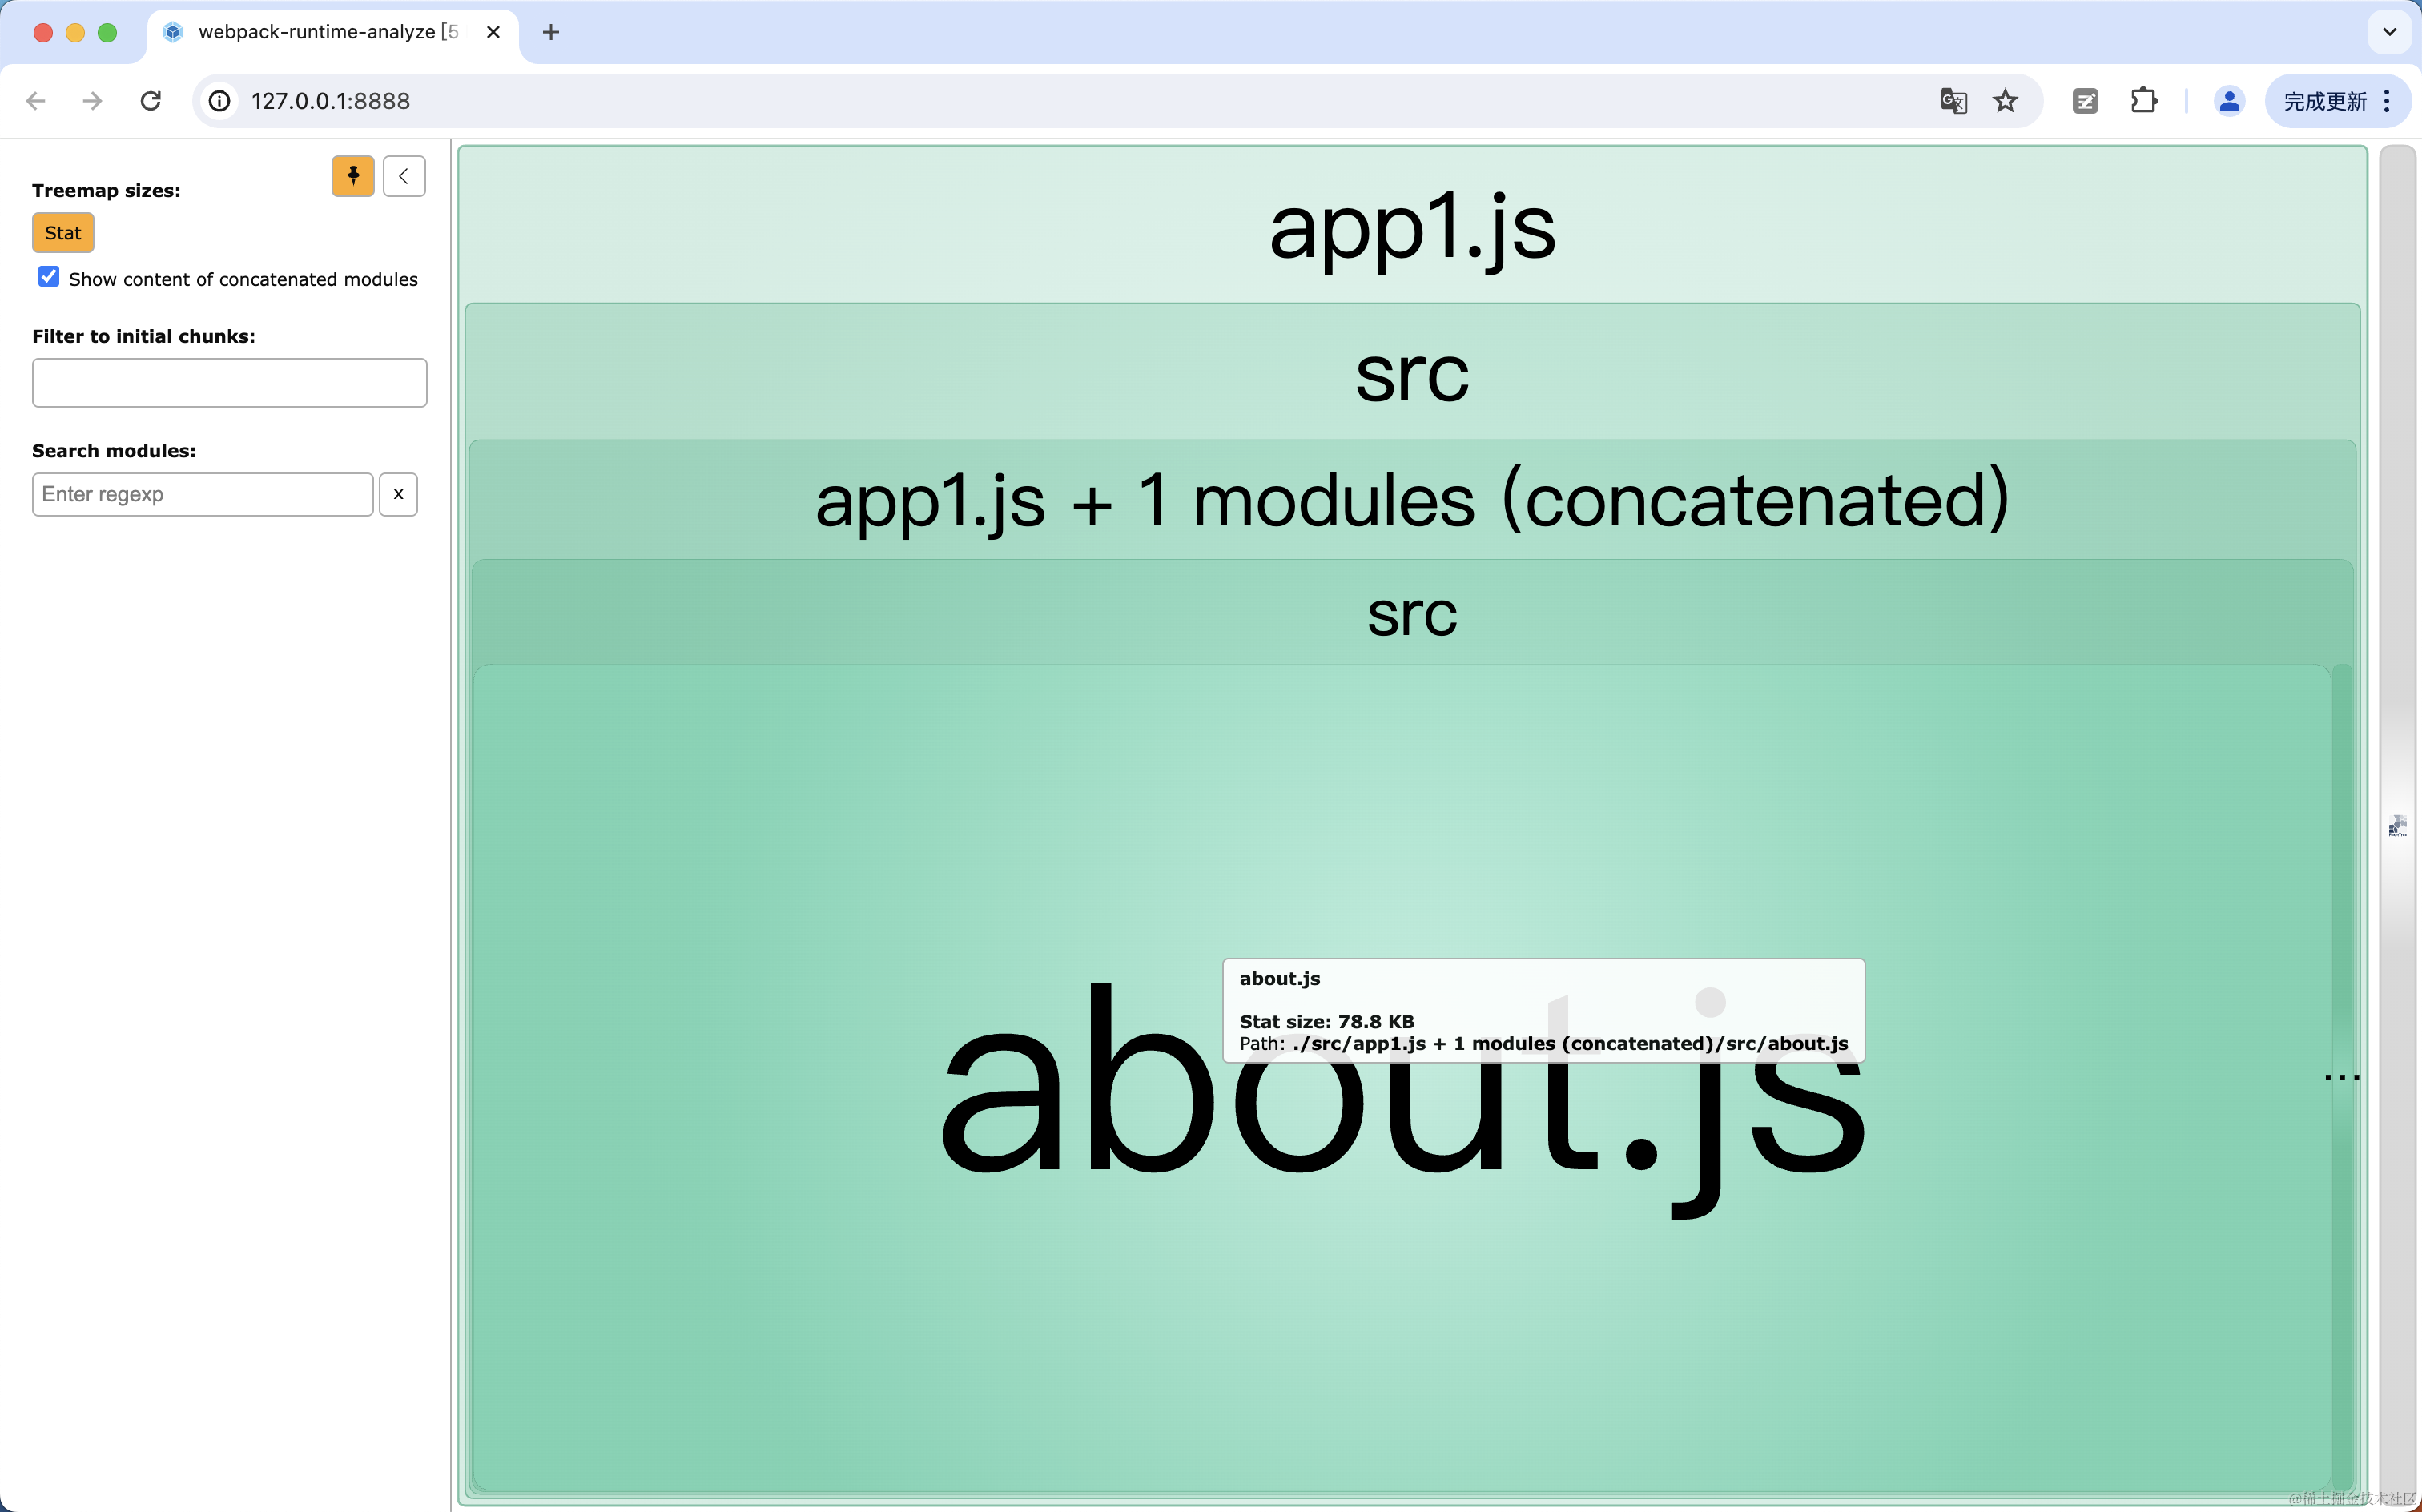 webpack-runtime-analyze [5
127.0.0.1:8888
完成更新
Treemap sizes:
Stat
Show content of concatenated modules
Filter to initial chunks:
Search modules:
Enter regexp
x
app1.js
src
app1.js + 1 modules (concatenated)
src
about.js
about.js
Stat size: 78.8 KB
Path: ./src/app1.js + 1 modules (concatenated)/src/about.js
...
@稀土掘金技术社区